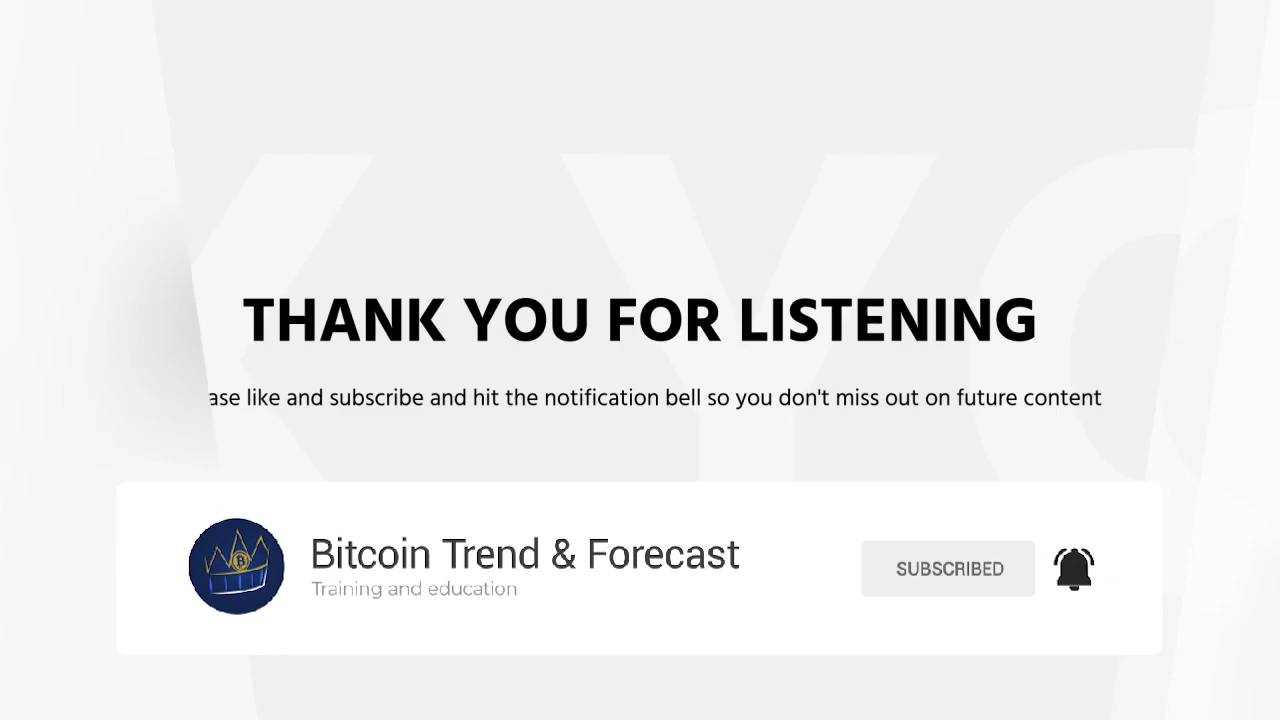 THANK YOU FOR LISTENING
ase like and subscribe and hit the notification bell so you don't miss out on future content
Bitcoin Trend & Forecast
Training and education
SUBSCRIBED